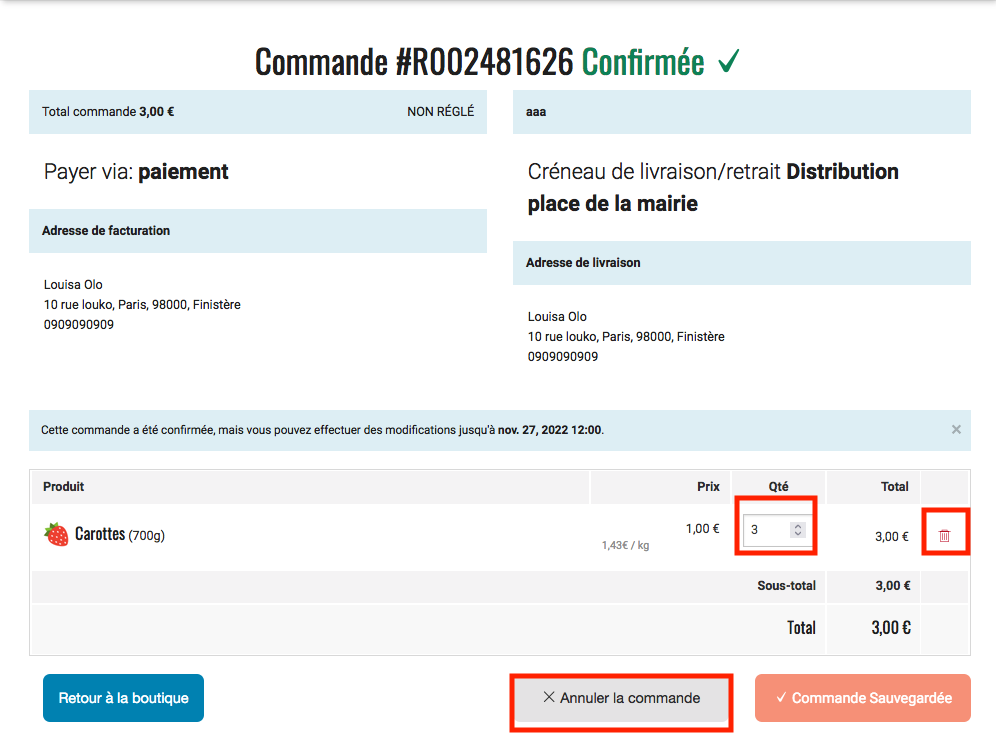 Commande #R002481626 Confirmée ✓
Total commande 3,00 € NON RÉGLÉ
Payer via: paiement
Adresse de facturation
Louisa Olo
10 rue louko, Paris, 98000, Finistère
0909090909
aaa
Créneau de livraison/retrait Distribution
place de la mairie
Adresse de livraison
Louisa Olo
10 rue louko, Paris, 98000, Finistère
0909090909
Cette commande a été confirmée, mais vous pouvez effectuer des modifications jusqu'à nov. 27, 2022 12:00. ×
Produit Prix Qté Total
Carottes (700g) 1,43€ / kg 1,00 € 3 3,00 €
Sous-total 3,00 €
Total 3,00 €
Retour à la boutique × Annuler la commande ✓ Commande Sauvegardée